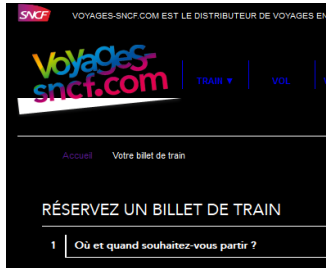 SNCF
VOYAGES-SNCF.COM EST LE DISTRIBUTEUR DE VOYAGES EN
Voyages-
sncf.com
TRAIN ▼ VOL
Accueil Votre billet de train
RÉSERVEZ UN BILLET DE TRAIN
1 Où et quand souhaitez-vous partir ?